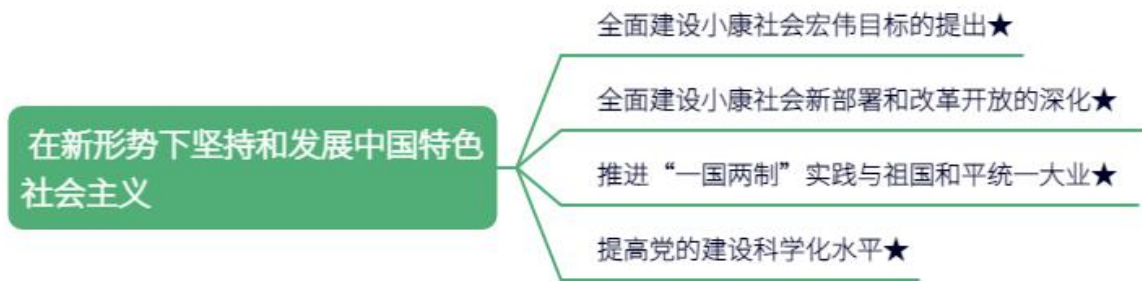 在新形势下坚持和发展中国特色
社会主义
全面建设小康社会宏伟目标的提出★
全面建设小康社会新部署和改革开放的深化★
推进“一国两制”实践与祖国和平统一大业★
提高党的建设科学化水平★